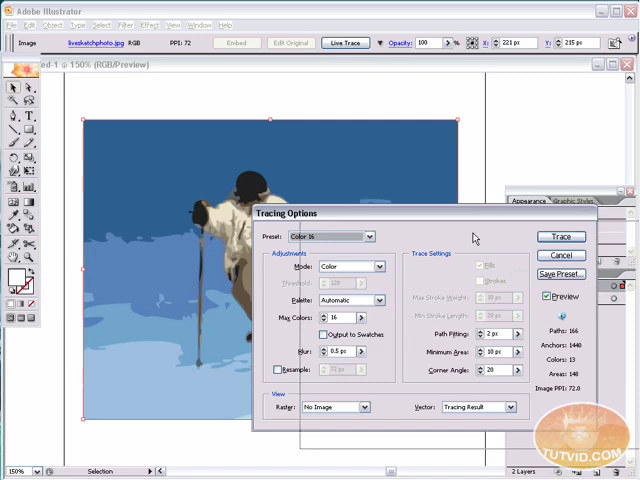 Adobe Illustrator
File Edit Object Type Select Filter Effect View Window Help
Image livesketchphoto.jpg RGB PPI: 72 Embed Edit Original Live Trace Opacity: 100 % X: 221 px Y: 215 px
ed-1 @ 150% (RGB/Preview)
Appearance Graphic Styles
Tracing Options
Preset: Color 16
Trace
Adjustments
Trace Settings
Cancel
Mode: Color
Fills
Threshold: 128
Strokes
Save Preset...
Palette: Automatic
Max Stroke Weight: 10 px
Preview
Max Colors: 16
Min Stroke Length: 20 px
Output to Swatches
Path Fitting: 2 px
Paths: 166
Anchors: 1440
Blur: 0.5 px
Minimum Area: 10 px
Colors: 13
Resample: 72 px
Corner Angle: 20
Areas: 148
Image PPI: 72.0
View
Raster: No Image
Vector: Tracing Result
TUTVID.COM
150% Selection
2 Layers